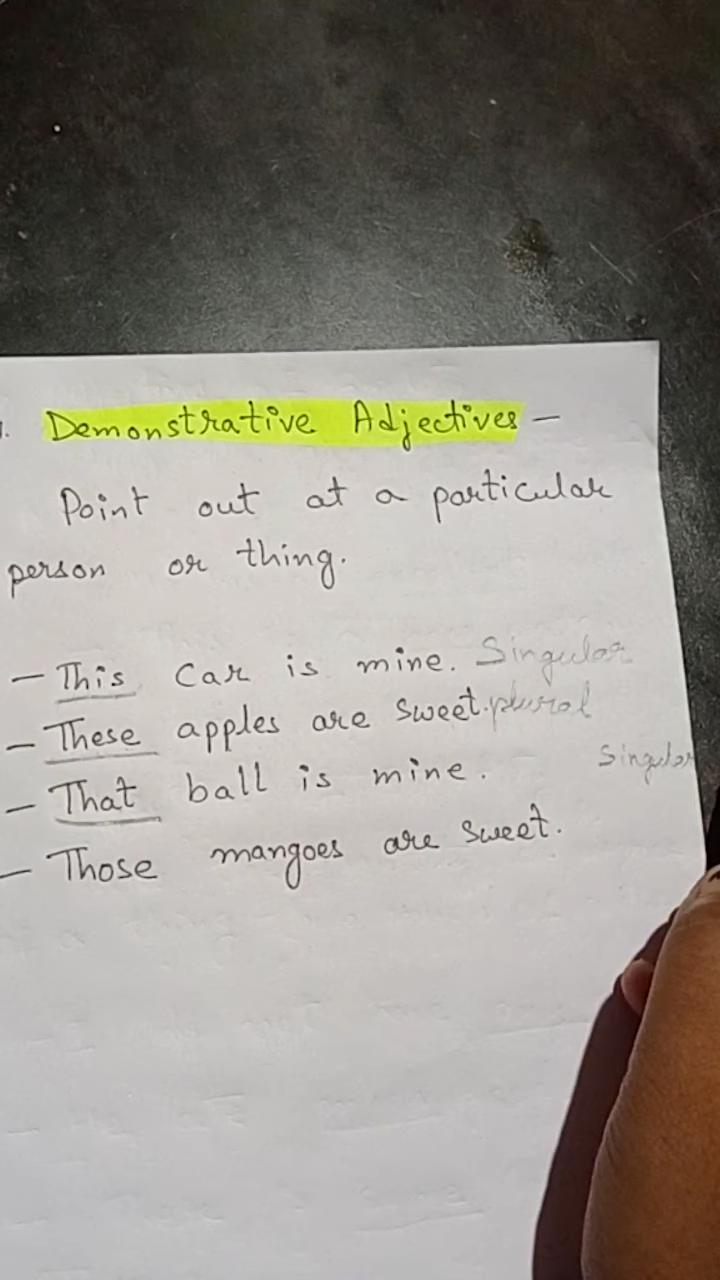 Demonstrative Adjectives —
Point out at a particular
person or thing.
— This car is mine. Singular
— These apples are sweet. plural
— That ball is mine. Singular
— Those mangoes are sweet.